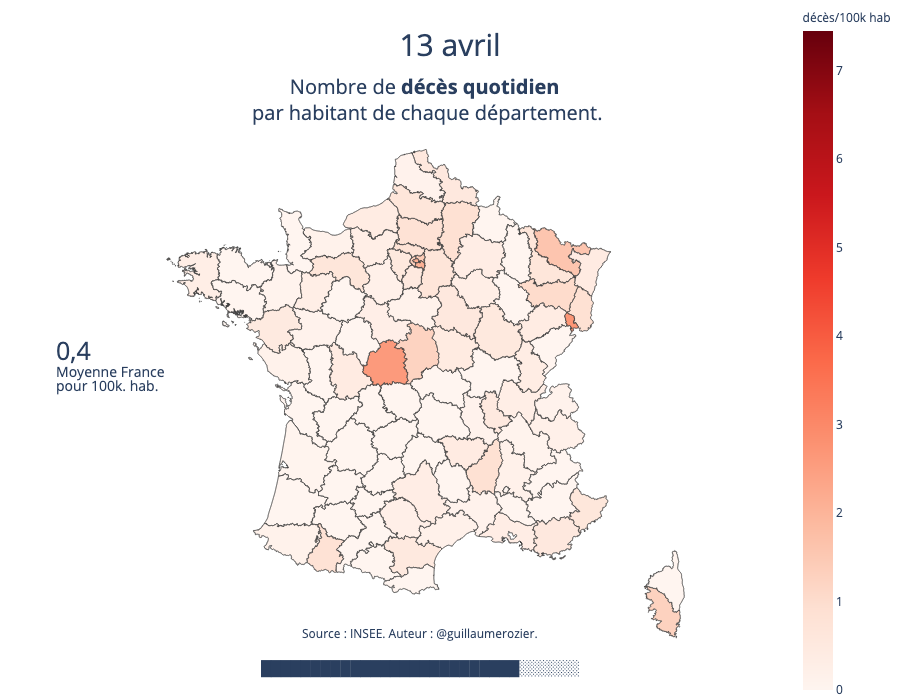 décès/100k hab
13 avril
Nombre de décès quotidien
par habitant de chaque département.
7
6
5
4
3
2
1
0
0,4
Moyenne France
pour 100k. hab.
Source : INSEE. Auteur : @guillaumerozier.